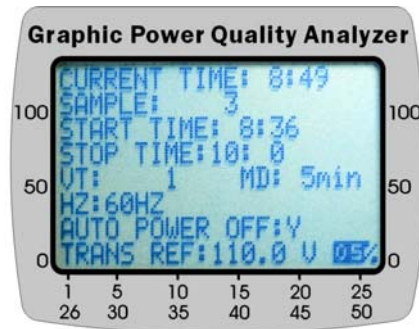 Graphic Power Quality Analyzer
CURRENT TIME: 8:49
SAMPLE: 3
START TIME: 8:36
STOP TIME:10: 0
VT: 1 MD: 5min
HZ:60HZ
AUTO POWER OFF:Y
TRANS REF:110.0 V 05%
100 100
50 50
0 0
1 5 10 15 20 25
26 30 35 40 45 50